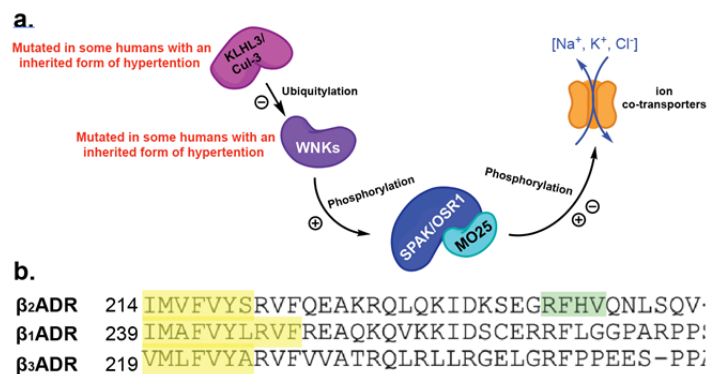 a.
Mutated in some humans with an
inherited form of hypertention
KLHL3/
Cul-3
⊖
Ubiquitylation
Mutated in some humans with an
inherited form of hypertention
WNKs
⊕
Phosphorylation
SPAK/OSR1
MO25
Phosphorylation
⊕ ⊖
[Na⁺, K⁺, Cl⁻]
ion
co-transporters
b.
β₂ADR 214 IMVFVYSRVFQEAKRQLQKIDKSEGRFHVQNLSQV-
β₁ADR 239 IMAFVYLRVFREAQKQVKKIDSCERRFLGGPARPPS
β₃ADR 219 VMLFVYARVFVVATRQLRLLRGELGRFPPEES-PP